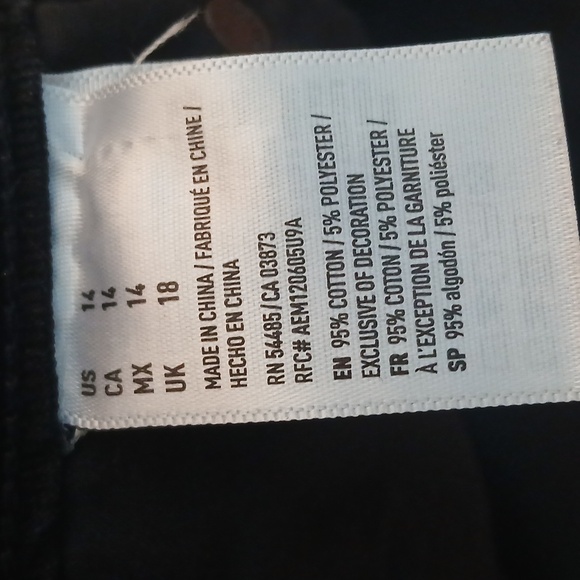 US 14
CA 14
MX 14
UK 18
MADE IN CHINA / FABRIQUÉ EN CHINE /
HECHO EN CHINA
RN 54485 / CA 03873
RFC# AEM120605U9A
EN 95% COTTON / 5% POLYESTER /
EXCLUSIVE OF DECORATION
FR 95% COTON / 5% POLYESTER /
À L'EXCEPTION DE LA GARNITURE
SP 95% algodón / 5% poliéster